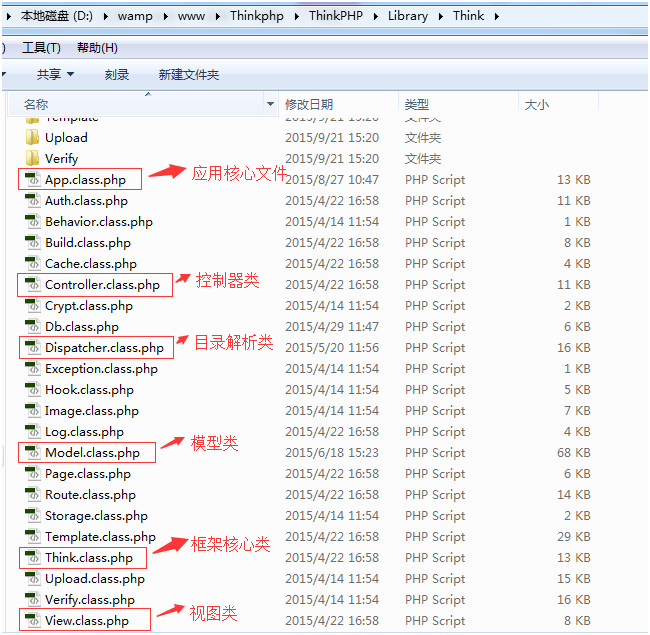 本地磁盘 (D:) ▸ wamp ▸ www ▸ Thinkphp ▸ ThinkPHP ▸ Library ▸ Think ▸
) 工具(T) 帮助(H)
共享 ▼ 刻录 新建文件夹
名称 修改日期 类型 大小
Template 2015/9/21 15:20 文件夹
Upload 2015/9/21 15:20 文件夹
Verify 2015/9/21 15:20 文件夹
App.class.php 应用核心文件 2015/8/27 10:47 PHP Script 13 KB
Auth.class.php 2015/4/22 16:58 PHP Script 11 KB
Behavior.class.php 2015/4/14 11:54 PHP Script 1 KB
Build.class.php 2015/4/22 16:58 PHP Script 8 KB
Cache.class.php 2015/4/22 16:58 PHP Script 4 KB
Controller.class.php 控制器类 2015/4/22 16:58 PHP Script 11 KB
Crypt.class.php 2015/4/14 11:54 PHP Script 2 KB
Db.class.php 2015/4/29 11:47 PHP Script 6 KB
Dispatcher.class.php 目录解析类 2015/5/20 11:56 PHP Script 16 KB
Exception.class.php 2015/4/14 11:54 PHP Script 1 KB
Hook.class.php 2015/4/14 11:54 PHP Script 5 KB
Image.class.php 2015/4/14 11:54 PHP Script 7 KB
Log.class.php 2015/4/22 16:58 PHP Script 4 KB
Model.class.php 模型类 2015/6/18 15:23 PHP Script 68 KB
Page.class.php 2015/4/22 16:58 PHP Script 6 KB
Route.class.php 2015/4/22 16:58 PHP Script 14 KB
Storage.class.php 2015/4/14 11:54 PHP Script 2 KB
Template.class.php 2015/4/22 16:58 PHP Script 29 KB
Think.class.php 框架核心类 2015/4/22 16:58 PHP Script 13 KB
Upload.class.php 2015/4/14 11:54 PHP Script 15 KB
Verify.class.php 2015/4/14 11:54 PHP Script 16 KB
View.class.php 视图类 2015/4/22 16:58 PHP Script 8 KB